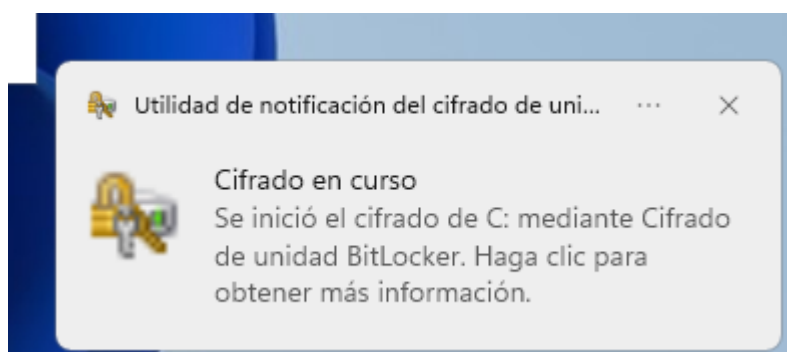 Utilidad de notificación del cifrado de uni...
Cifrado en curso
Se inició el cifrado de C: mediante Cifrado
de unidad BitLocker. Haga clic para
obtener más información.